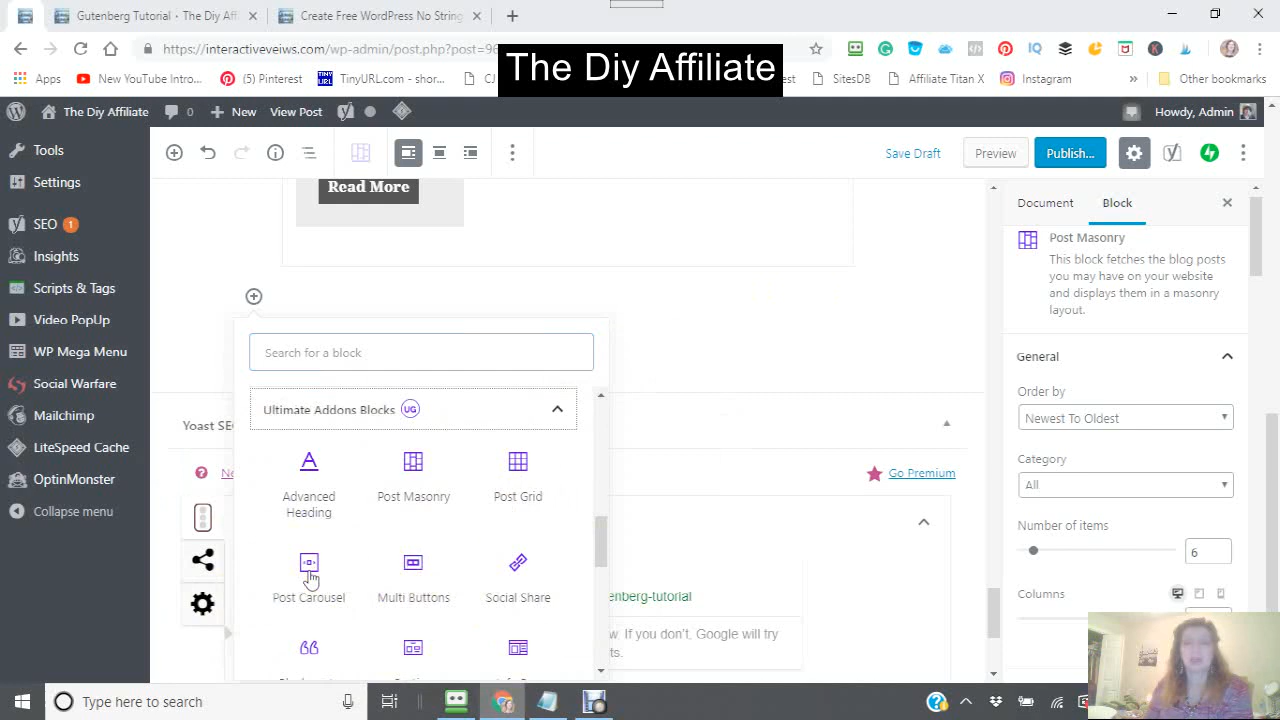 Gutenberg Tutorial - The Diy Affili
Create Free WordPress No String
https://interactiveveiws.com/wp-admin/post.php?post=96
The Diy Affiliate
Apps
New YouTube Intro...
(5) Pinterest
TinyURL.com - shor...
CJ
SitesDB
Affiliate Titan X
Instagram
Other bookmarks
The DIY Affiliate
0
New
View Post
Howdy, Admin
Tools
Settings
SEO 1
Insights
Scripts & Tags
Video PopUp
WP Mega Menu
Social Warfare
Mailchimp
LiteSpeed Cache
OptinMonster
Collapse menu
Save Draft
Preview
Publish...
Read More
Search for a block
Ultimate Addons Blocks UG
Advanced
Heading
Post Masonry
Post Grid
Post Carousel
Multi Buttons
Social Share
Yoast SE
Ne
Go Premium
enberg-tutorial
w. If you don't, Google will try
ts.
Document
Block
Post Masonry
This block fetches the blog posts
you may have on your website
and displays them in a masonry
layout.
General
Order by
Newest To Oldest
Category
All
Number of items
6
Columns
Type here to search